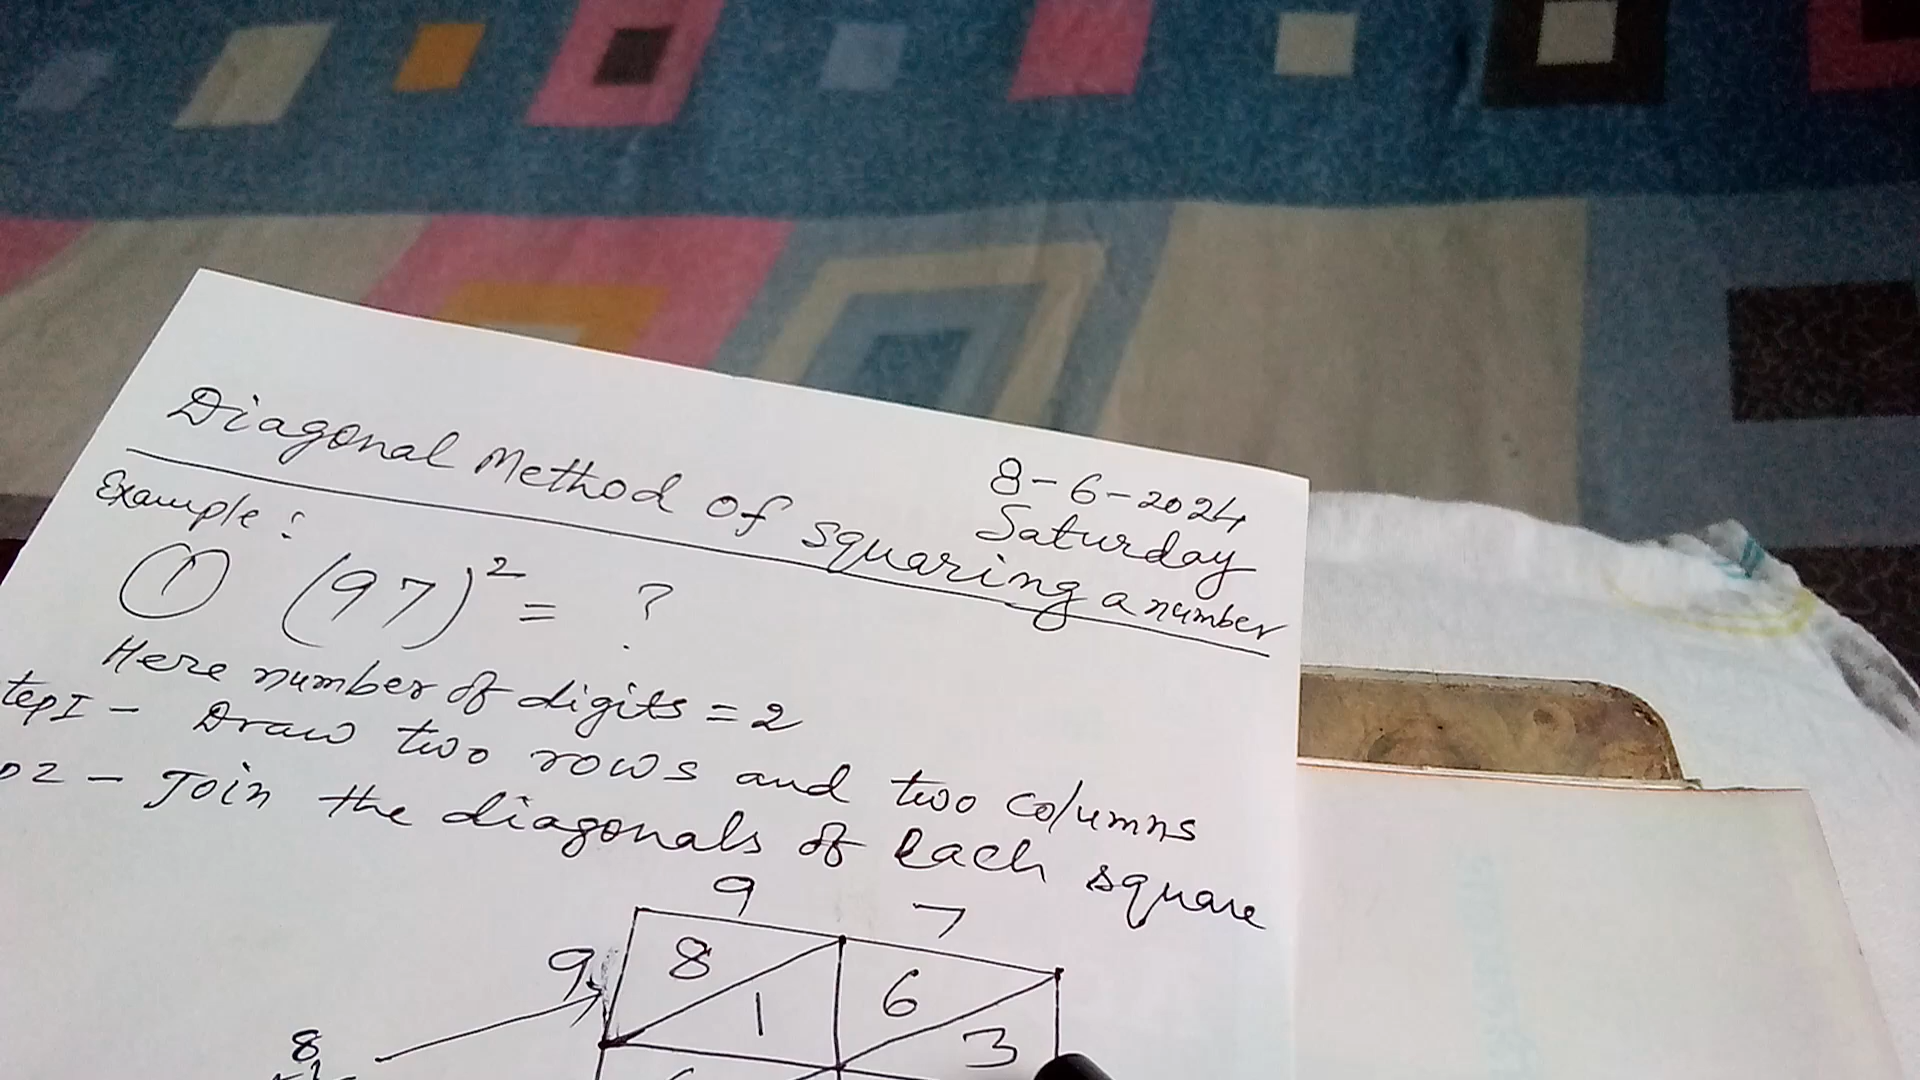 Diagonal Method of squaring a number
8-6-2024
Saturday
Example:
① (97)² = ?
Here number of digits = 2
tep I - Draw two rows and two columns
p 2 - Join the diagonals of each square
9 7
9 8 1 6 3
8